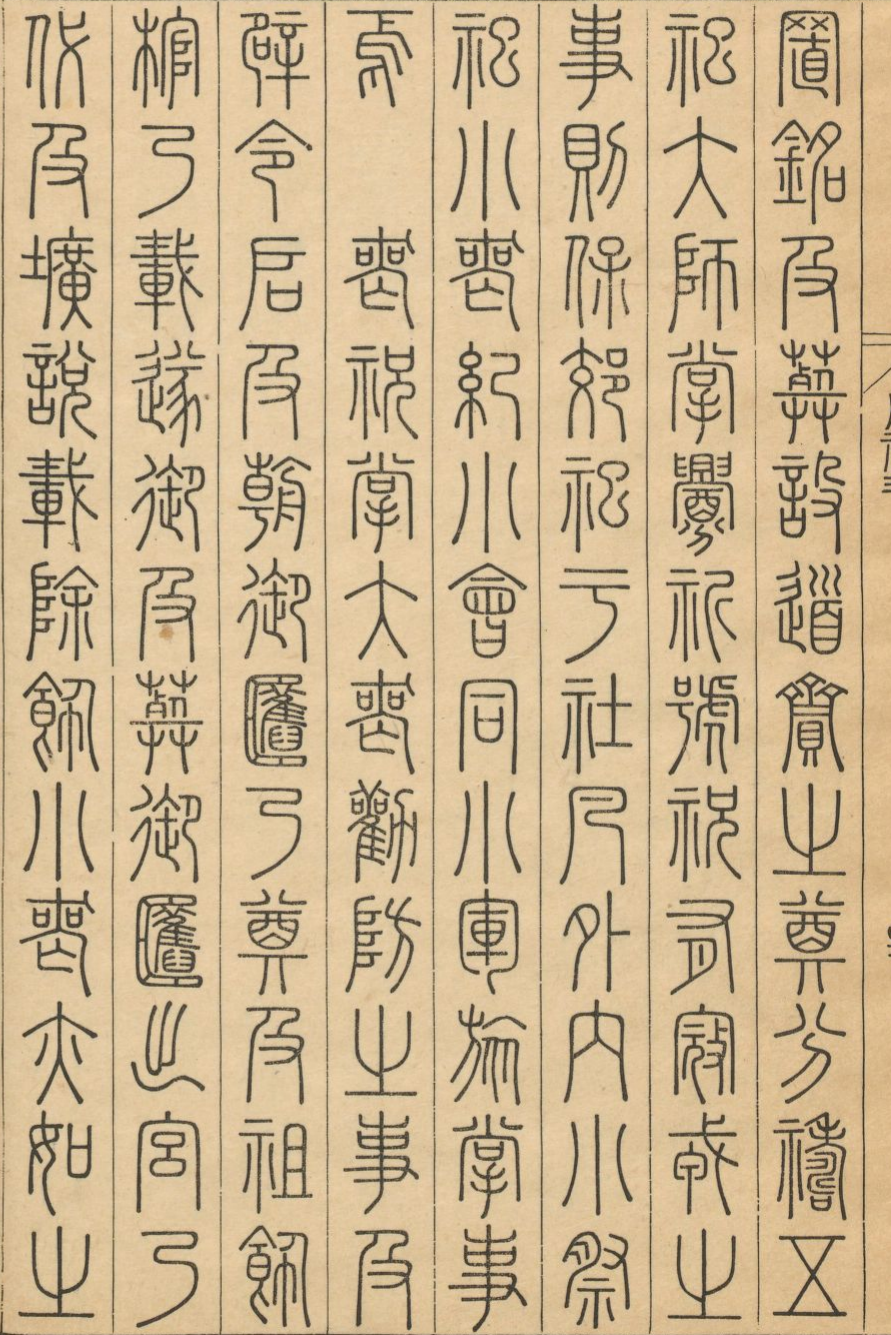 置銘及葬設道齎之奠分禱五
祀大師掌釁祈號祝有寇戎之
事則保郊祀于社凡外内小祭
祀小喪紀小會同小軍旅掌事
焉　喪祝掌大喪勸防之事及
辟令启及朝御匶乃奠及祖飾
棺乃載遂御及葬御匶出宮乃
代及壙說載除飾小喪亦如之